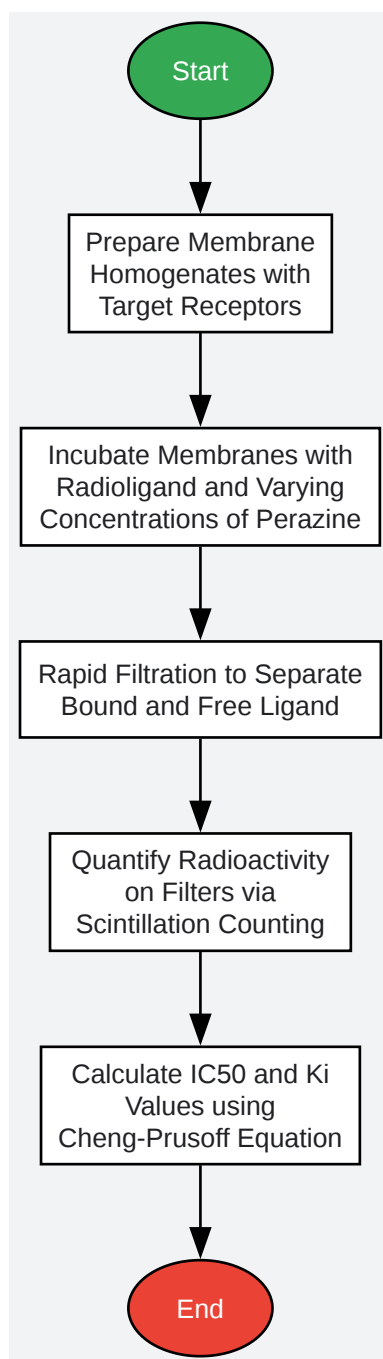 Start
Prepare Membrane
Homogenates with
Target Receptors
Incubate Membranes with
Radioligand and Varying
Concentrations of Perazine
Rapid Filtration to Separate
Bound and Free Ligand
Quantify Radioactivity
on Filters via
Scintillation Counting
Calculate IC50 and Ki
Values using
Cheng-Prusoff Equation
End